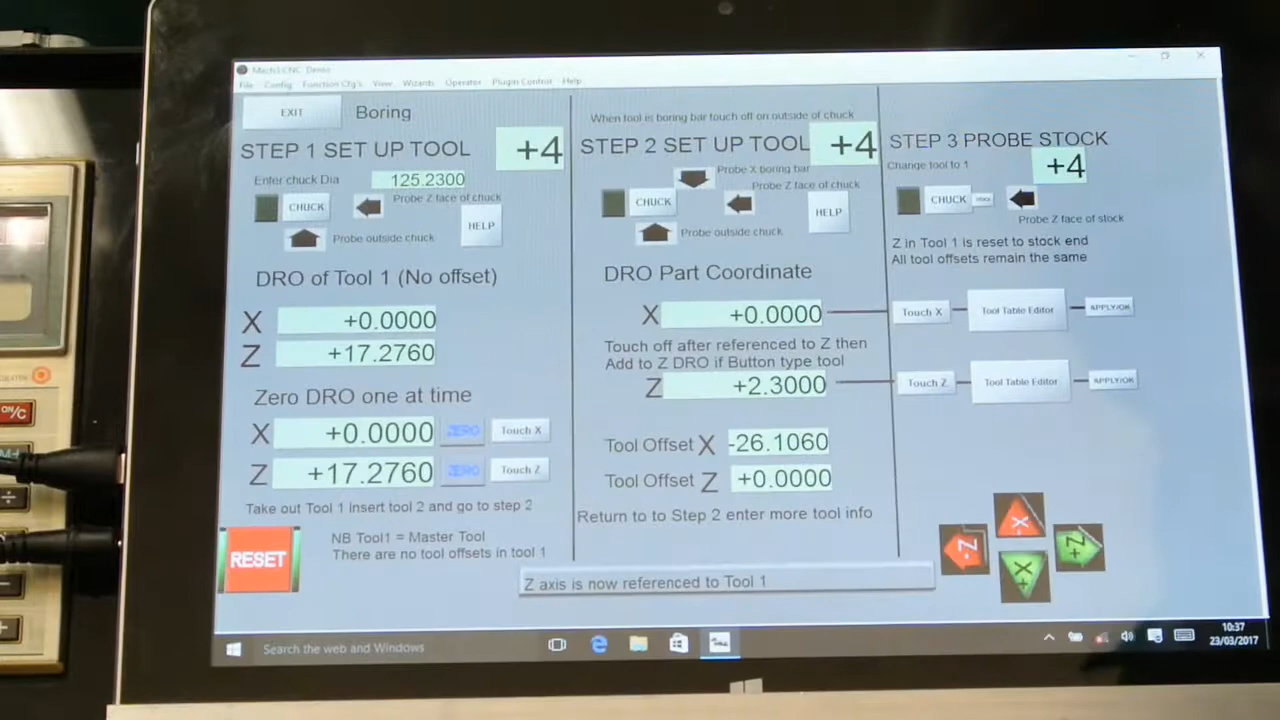 Mach3 CNC Demo
File Config Function Cfg's View Wizards Operator PlugIn Control Help
EXIT
Boring
STEP 1 SET UP TOOL
+4
Enter chuck Dia
125.2300
CHUCK
Probe Z face of chuck
HELP
Probe outside chuck
DRO of Tool 1 (No offset)
X +0.0000
Z +17.2760
Zero DRO one at time
X +0.0000 ZERO Touch X
Z +17.2760 ZERO Touch Z
Take out Tool 1 Insert tool 2 and go to step 2
RESET
NB Tool1 = Master Tool
There are no tool offsets in tool 1
When tool is boring bar touch off on outside of chuck
STEP 2 SET UP TOOL
+4
Probe X boring bar
Probe Z face of chuck
CHUCK
HELP
Probe outside chuck
DRO Part Coordinate
X +0.0000
Touch off after referenced to Z then
Add to Z DRO if Button type tool
Z +2.3000
Tool Offset X -26.1060
Tool Offset Z +0.0000
Return to to Step 2 enter more tool info
Z axis is now referenced to Tool 1
STEP 3 PROBE STOCK
Change tool to 1
+4
CHUCK
Probe Z face of stock
Z in Tool 1 is reset to stock end
All tool offsets remain the same
Touch X Tool Table Editor APPLY/OK
Touch Z Tool Table Editor APPLY/OK
X-
Z-
Z+
X+
Search the web and Windows
10:37
23/03/2017
ON/C